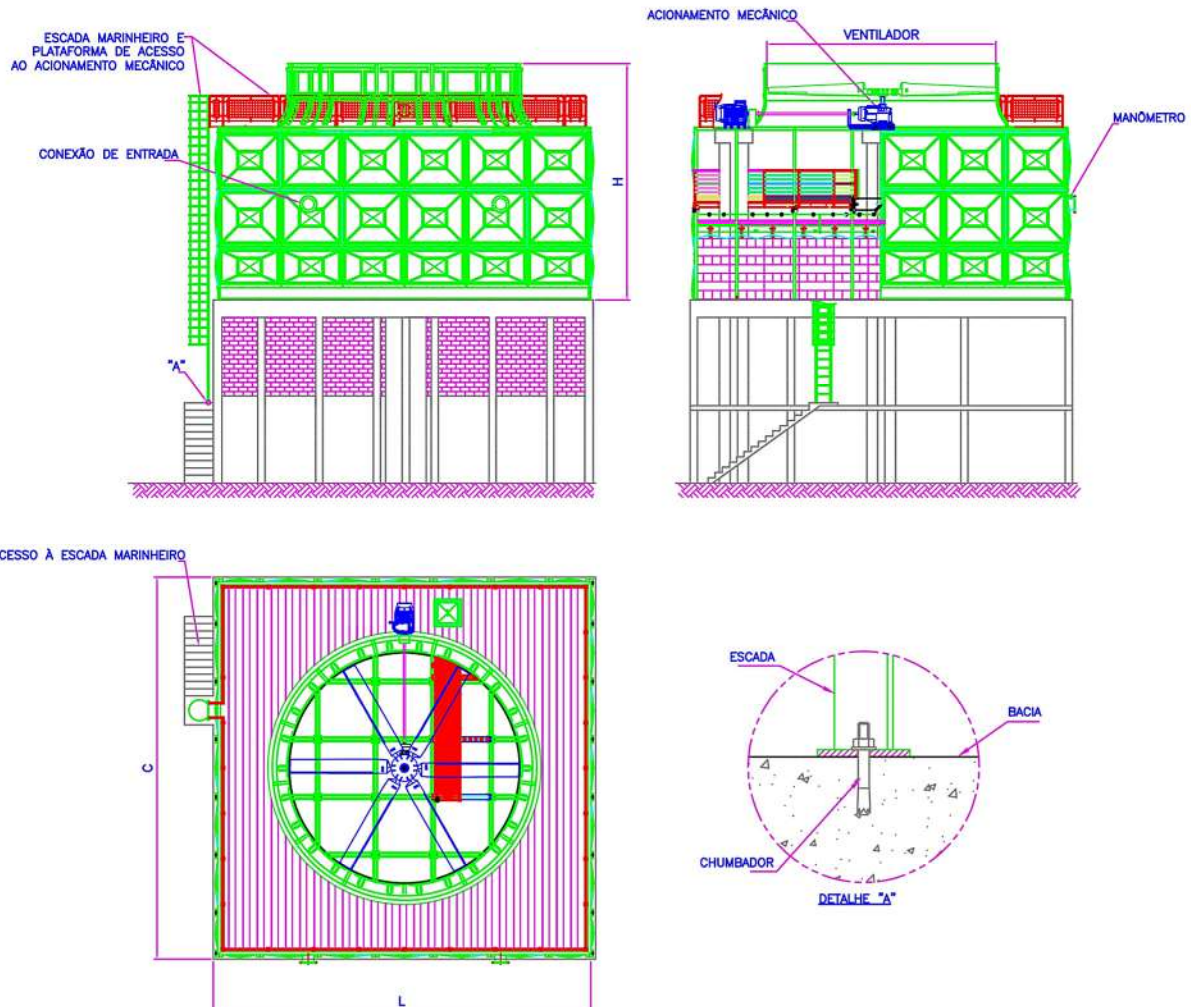 ESCADA MARINHEIRO E
PLATAFORMA DE ACESSO
AO ACIONAMENTO MECÂNICO
CONEXÃO DE ENTRADA
H
"A"
ACIONAMENTO MECÂNICO
VENTILADOR
MANÔMETRO
CESSO À ESCADA MARINHEIRO
C
L
ESCADA
BACIA
CHUMBADOR
DETALHE "A"